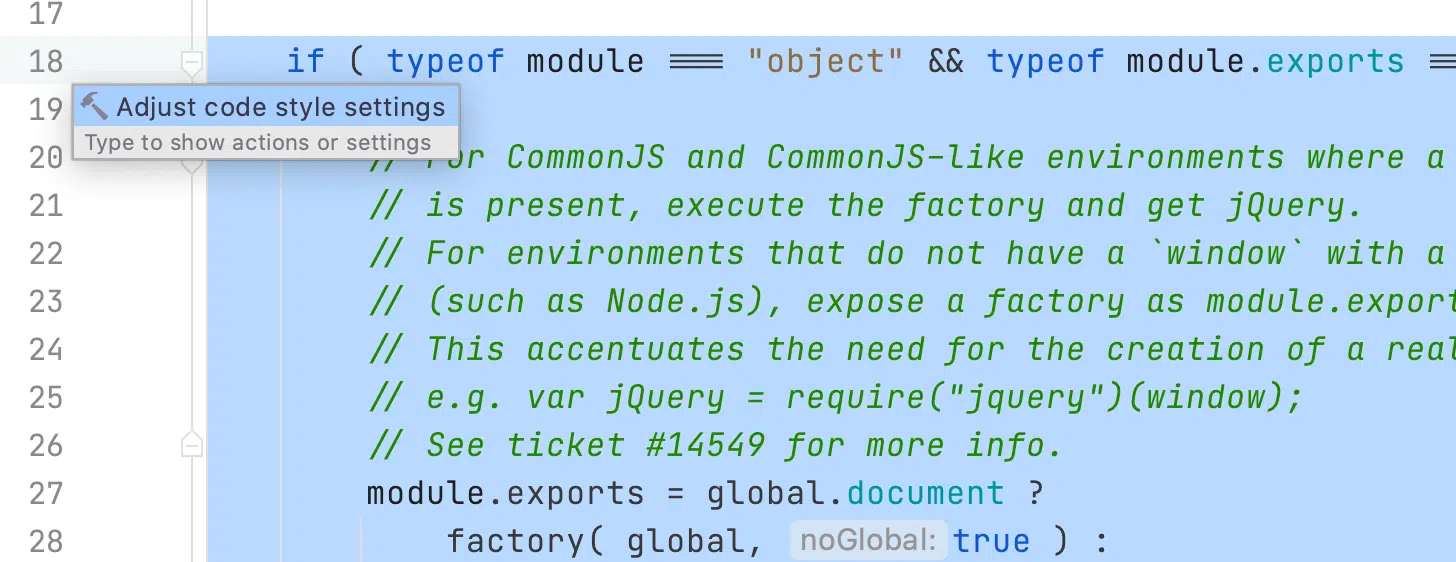 17
18 if ( typeof module === "object" && typeof module.exports ===
Adjust code style settings
19
Type to show actions or settings
20 // For CommonJS and CommonJS-like environments where a
21 // is present, execute the factory and get jQuery.
22 // For environments that do not have a `window` with a
23 // (such as Node.js), expose a factory as module.export
24 // This accentuates the need for the creation of a real
25 // e.g. var jQuery = require("jquery")(window);
26 // See ticket #14549 for more info.
27 module.exports = global.document ?
28 factory( global, noGlobal: true ) :